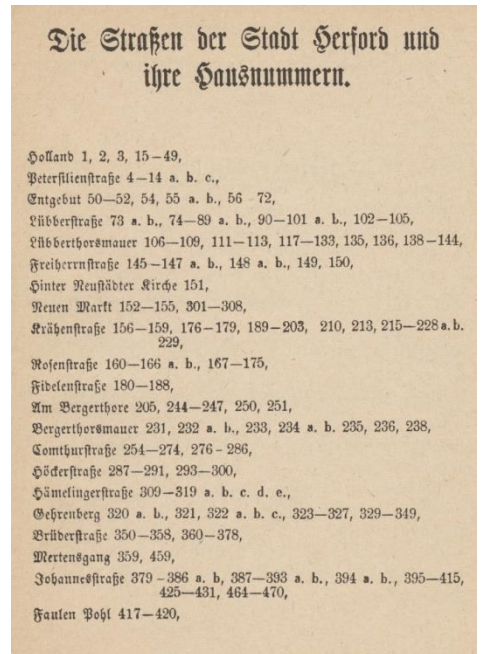 Die Straßen der Stadt Herford und
ihre Hausnummern.
Holland 1, 2, 3, 15—49,
Petersilienstraße 4—14 a. b. c.,
Entgebut 50—52, 54, 55 a. b., 56—72,
Lübberstraße 73 a. b., 74—89 a. b., 90—101 a. b., 102—105,
Lübberthorsmauer 106—109, 111—113, 117—133, 135, 136, 138—144,
Freiherrnstraße 145—147 a. b., 148 a. b., 149, 150,
Hinter Neustädter Kirche 151,
Neuen Markt 152—155, 301—308,
Krähenstraße 156—159, 176—179, 189—203, 210, 213, 215—228 a. b.
229,
Rosenstraße 160—166 a. b., 167—175,
Fidelenstraße 180—188,
Am Bergerthore 205, 244—247, 250, 251,
Bergerthorsmauer 231, 232 a. b., 233, 234 a. b. 235, 236, 238,
Comthurstraße 254—274, 276—286,
Höckerstraße 287—291, 293—300,
Hämelingerstraße 309—319 a. b. c. d. e.,
Gehrenberg 320 a. b., 321, 322 a. b. c., 323—327, 329—349,
Brüderstraße 350—358, 360—378,
Mertensgang 359, 459,
Johannesstraße 379—386 a. b, 387—393 a. b., 394 a. b., 395—415,
425—431, 464—470,
Faulen Pohl 417—420,